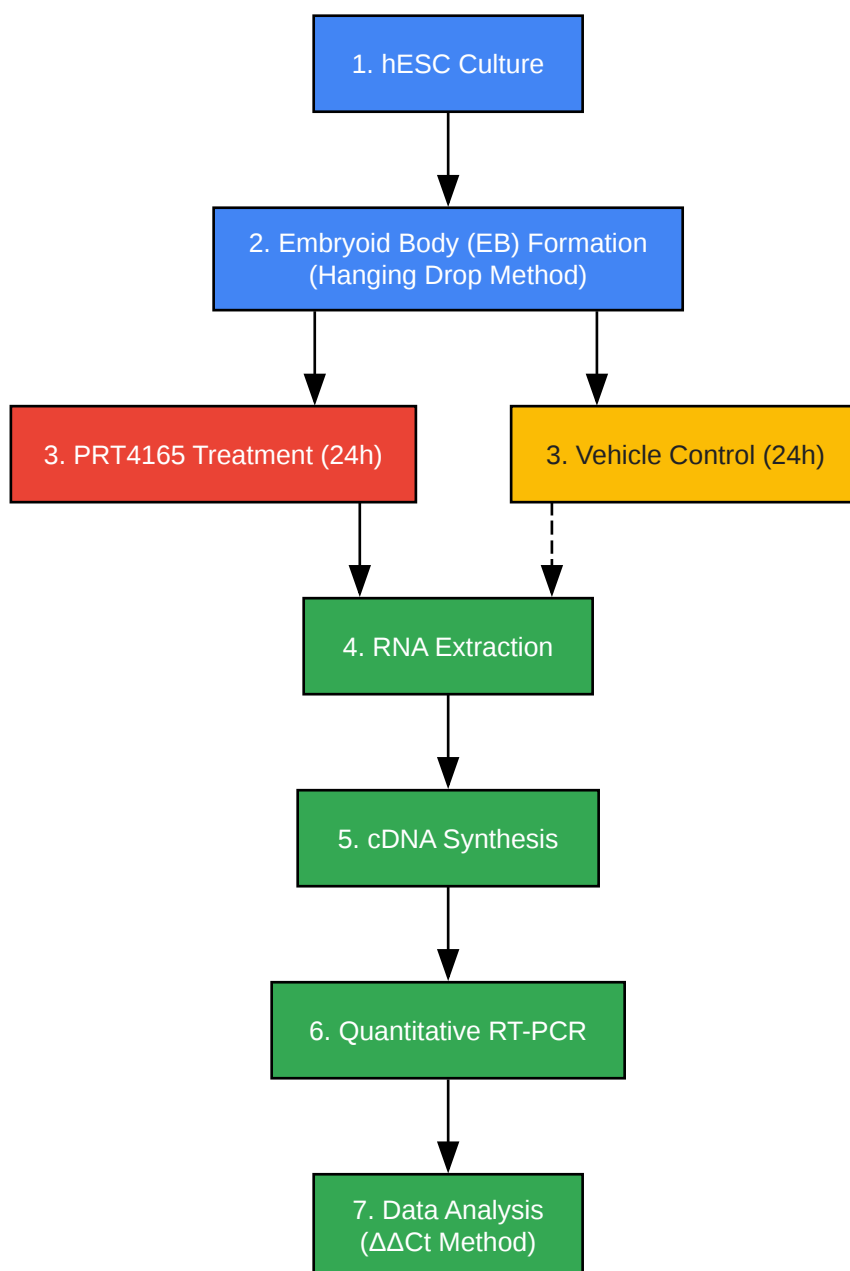 1. hESC Culture
2. Embryoid Body (EB) Formation
(Hanging Drop Method)
3. PRT4165 Treatment (24h)
3. Vehicle Control (24h)
4. RNA Extraction
5. cDNA Synthesis
6. Quantitative RT-PCR
7. Data Analysis
(ΔΔCt Method)